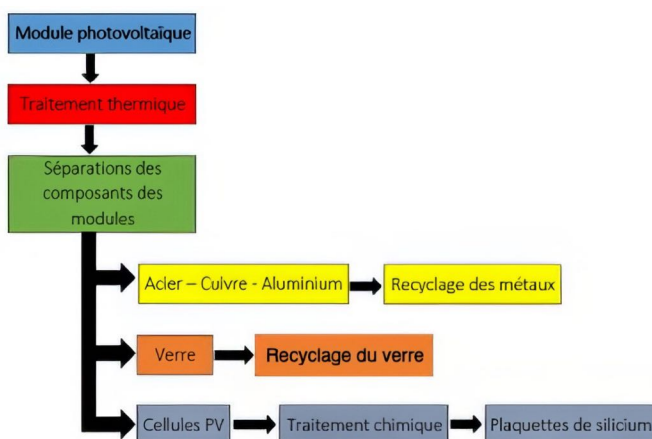 Module photovoltaïque
Traitement thermique
Séparations des
composants des
modules
Acier – Cuivre - Aluminium
Recyclage des métaux
Verre
Recyclage du verre
Cellules PV
Traitement chimique
Plaquettes de silicium